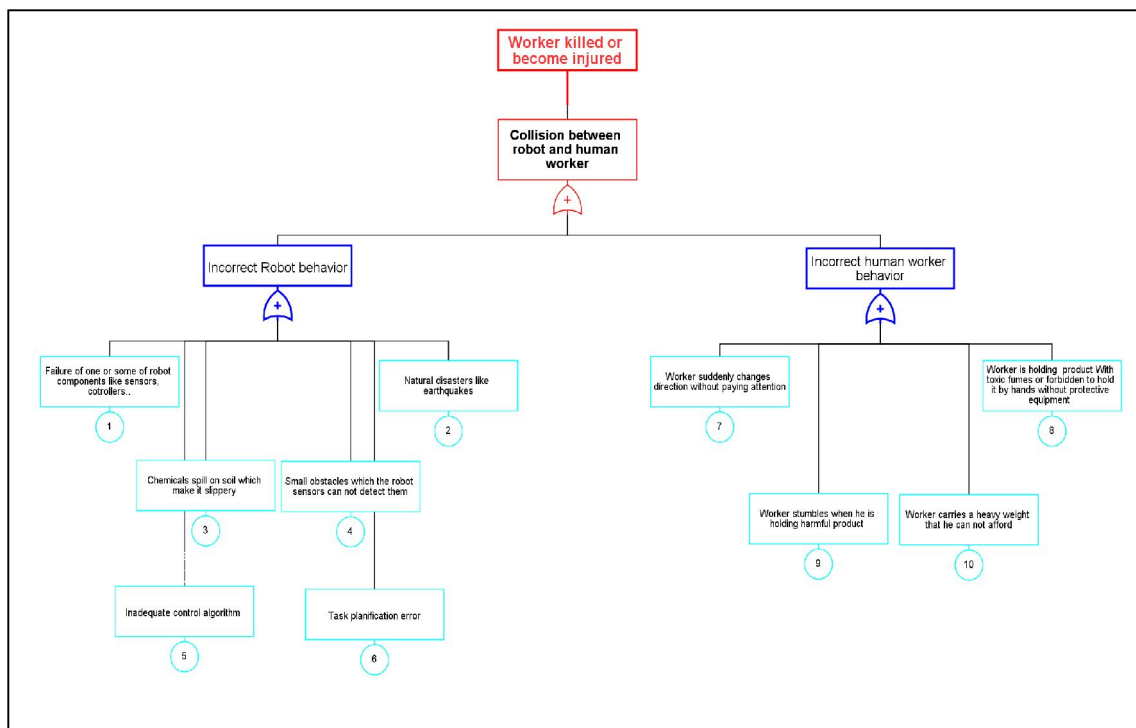 Worker killed or
become injured
Collision between
robot and human
worker
+
Incorrect Robot behavior
Incorrect human worker
behavior
+
+
Failure of one or some of robot
components like sensors,
cotrollers..
Natural disasters like
earthquakes
Worker suddenly changes
direction without paying attention
Worker is holding product With
toxic fumes or forbidden to hold
it by hands without protective
equipment
1
2
7
8
Chemicals spill on soil which
make it slippery
Small obstacles which the robot
sensors can not detect them
Worker stumbles when he is
holding harmful product
Worker carries a heavy weight
that he can not afford
3
4
9
10
Inadequate control algorithm
Task planification error
5
6